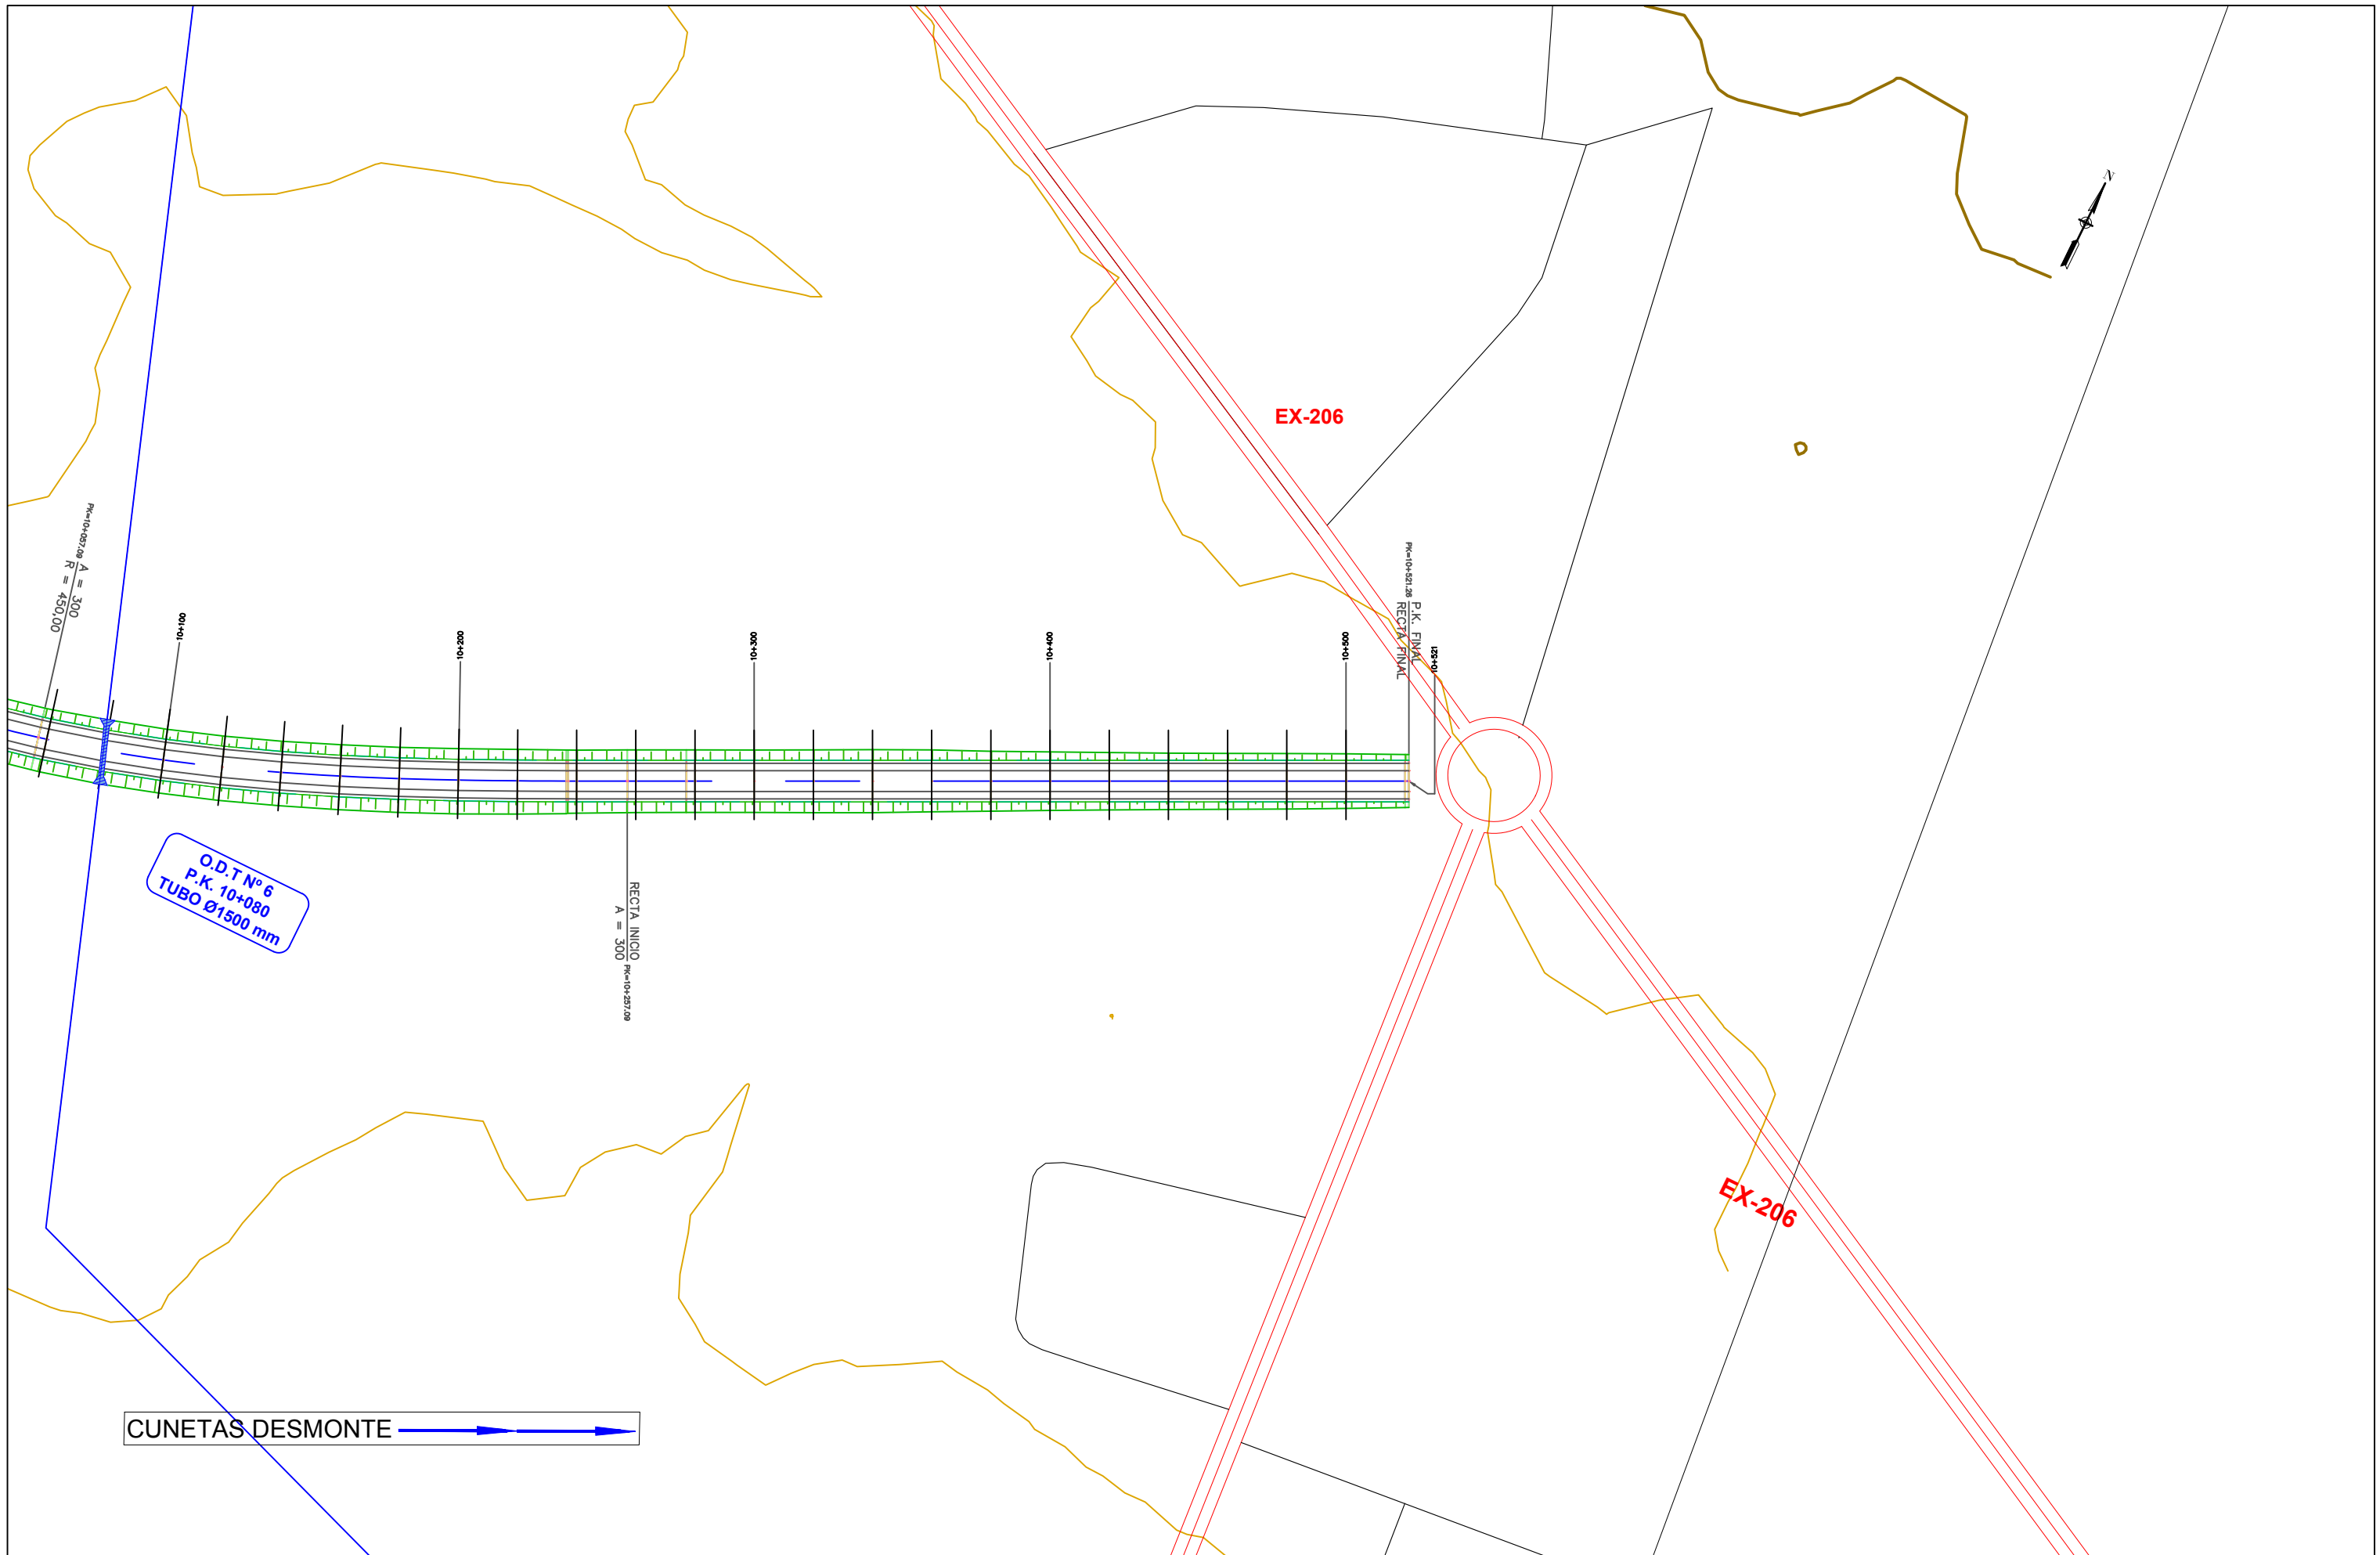 N
EX-206
PK=10+057.09
A = 300
R = 450,00
10+100
10+200
10+300
10+400
10+500
PK=10+521.26
P.K. FINAL
RECTA FINAL
10+521
O.D.T Nº 6
P.K. 10+080
TUBO Ø1500 mm
RECTA INICIO
A = 300
PK=10+257.09
EX-206
CUNETAS DESMONTE